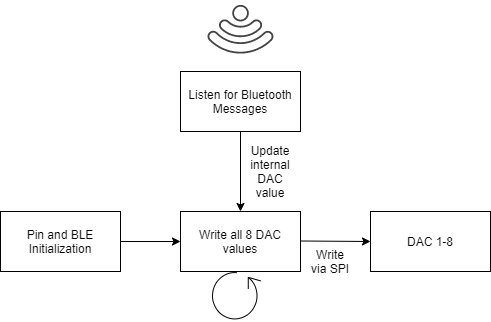 Listen for Bluetooth
Messages
Update
internal
DAC
value
Pin and BLE
Initialization
Write all 8 DAC
values
Write
via SPI
DAC 1-8